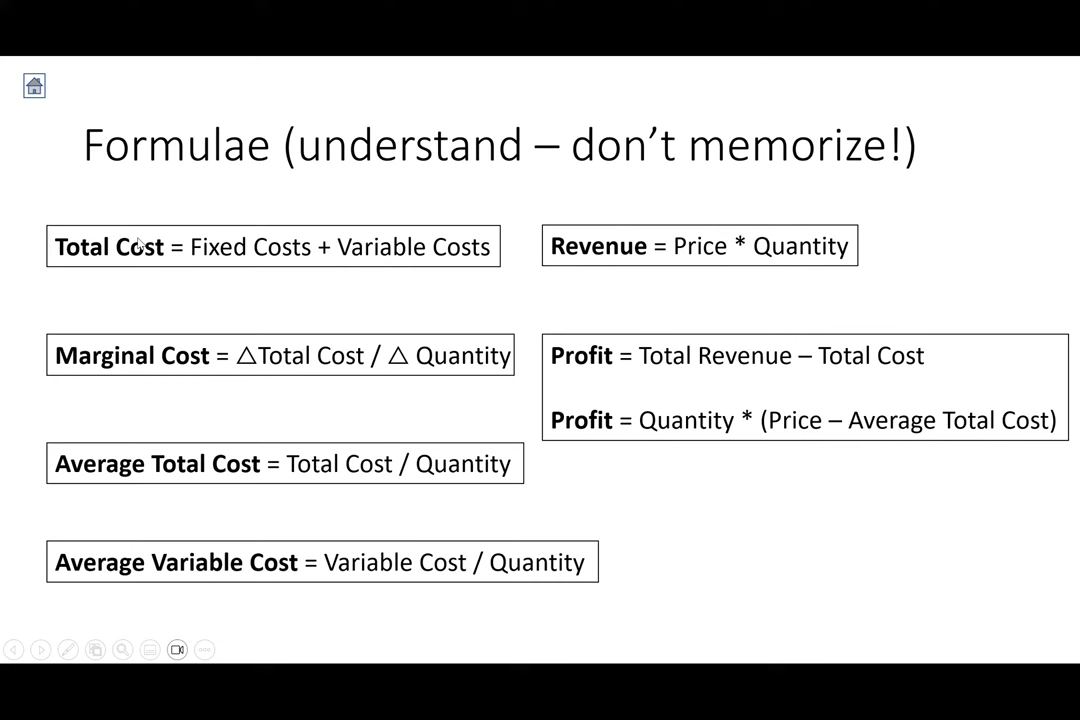 Formulae (understand – don’t memorize!)
Total Cost = Fixed Costs + Variable Costs
Revenue = Price * Quantity
Marginal Cost = △Total Cost / △ Quantity
Profit = Total Revenue – Total Cost
Profit = Quantity * (Price – Average Total Cost)
Average Total Cost = Total Cost / Quantity
Average Variable Cost = Variable Cost / Quantity